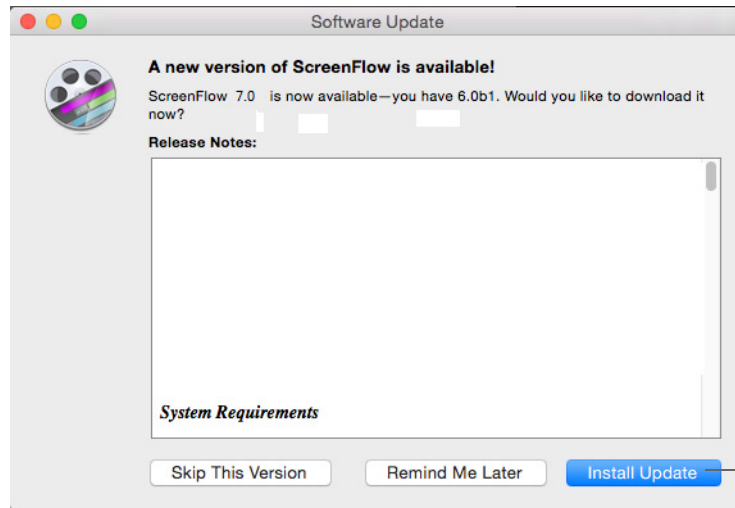 Software Update
A new version of ScreenFlow is available!
ScreenFlow 7.0 is now available—you have 6.0b1. Would you like to download it
now?
Release Notes:
System Requirements
Skip This Version
Remind Me Later
Install Update